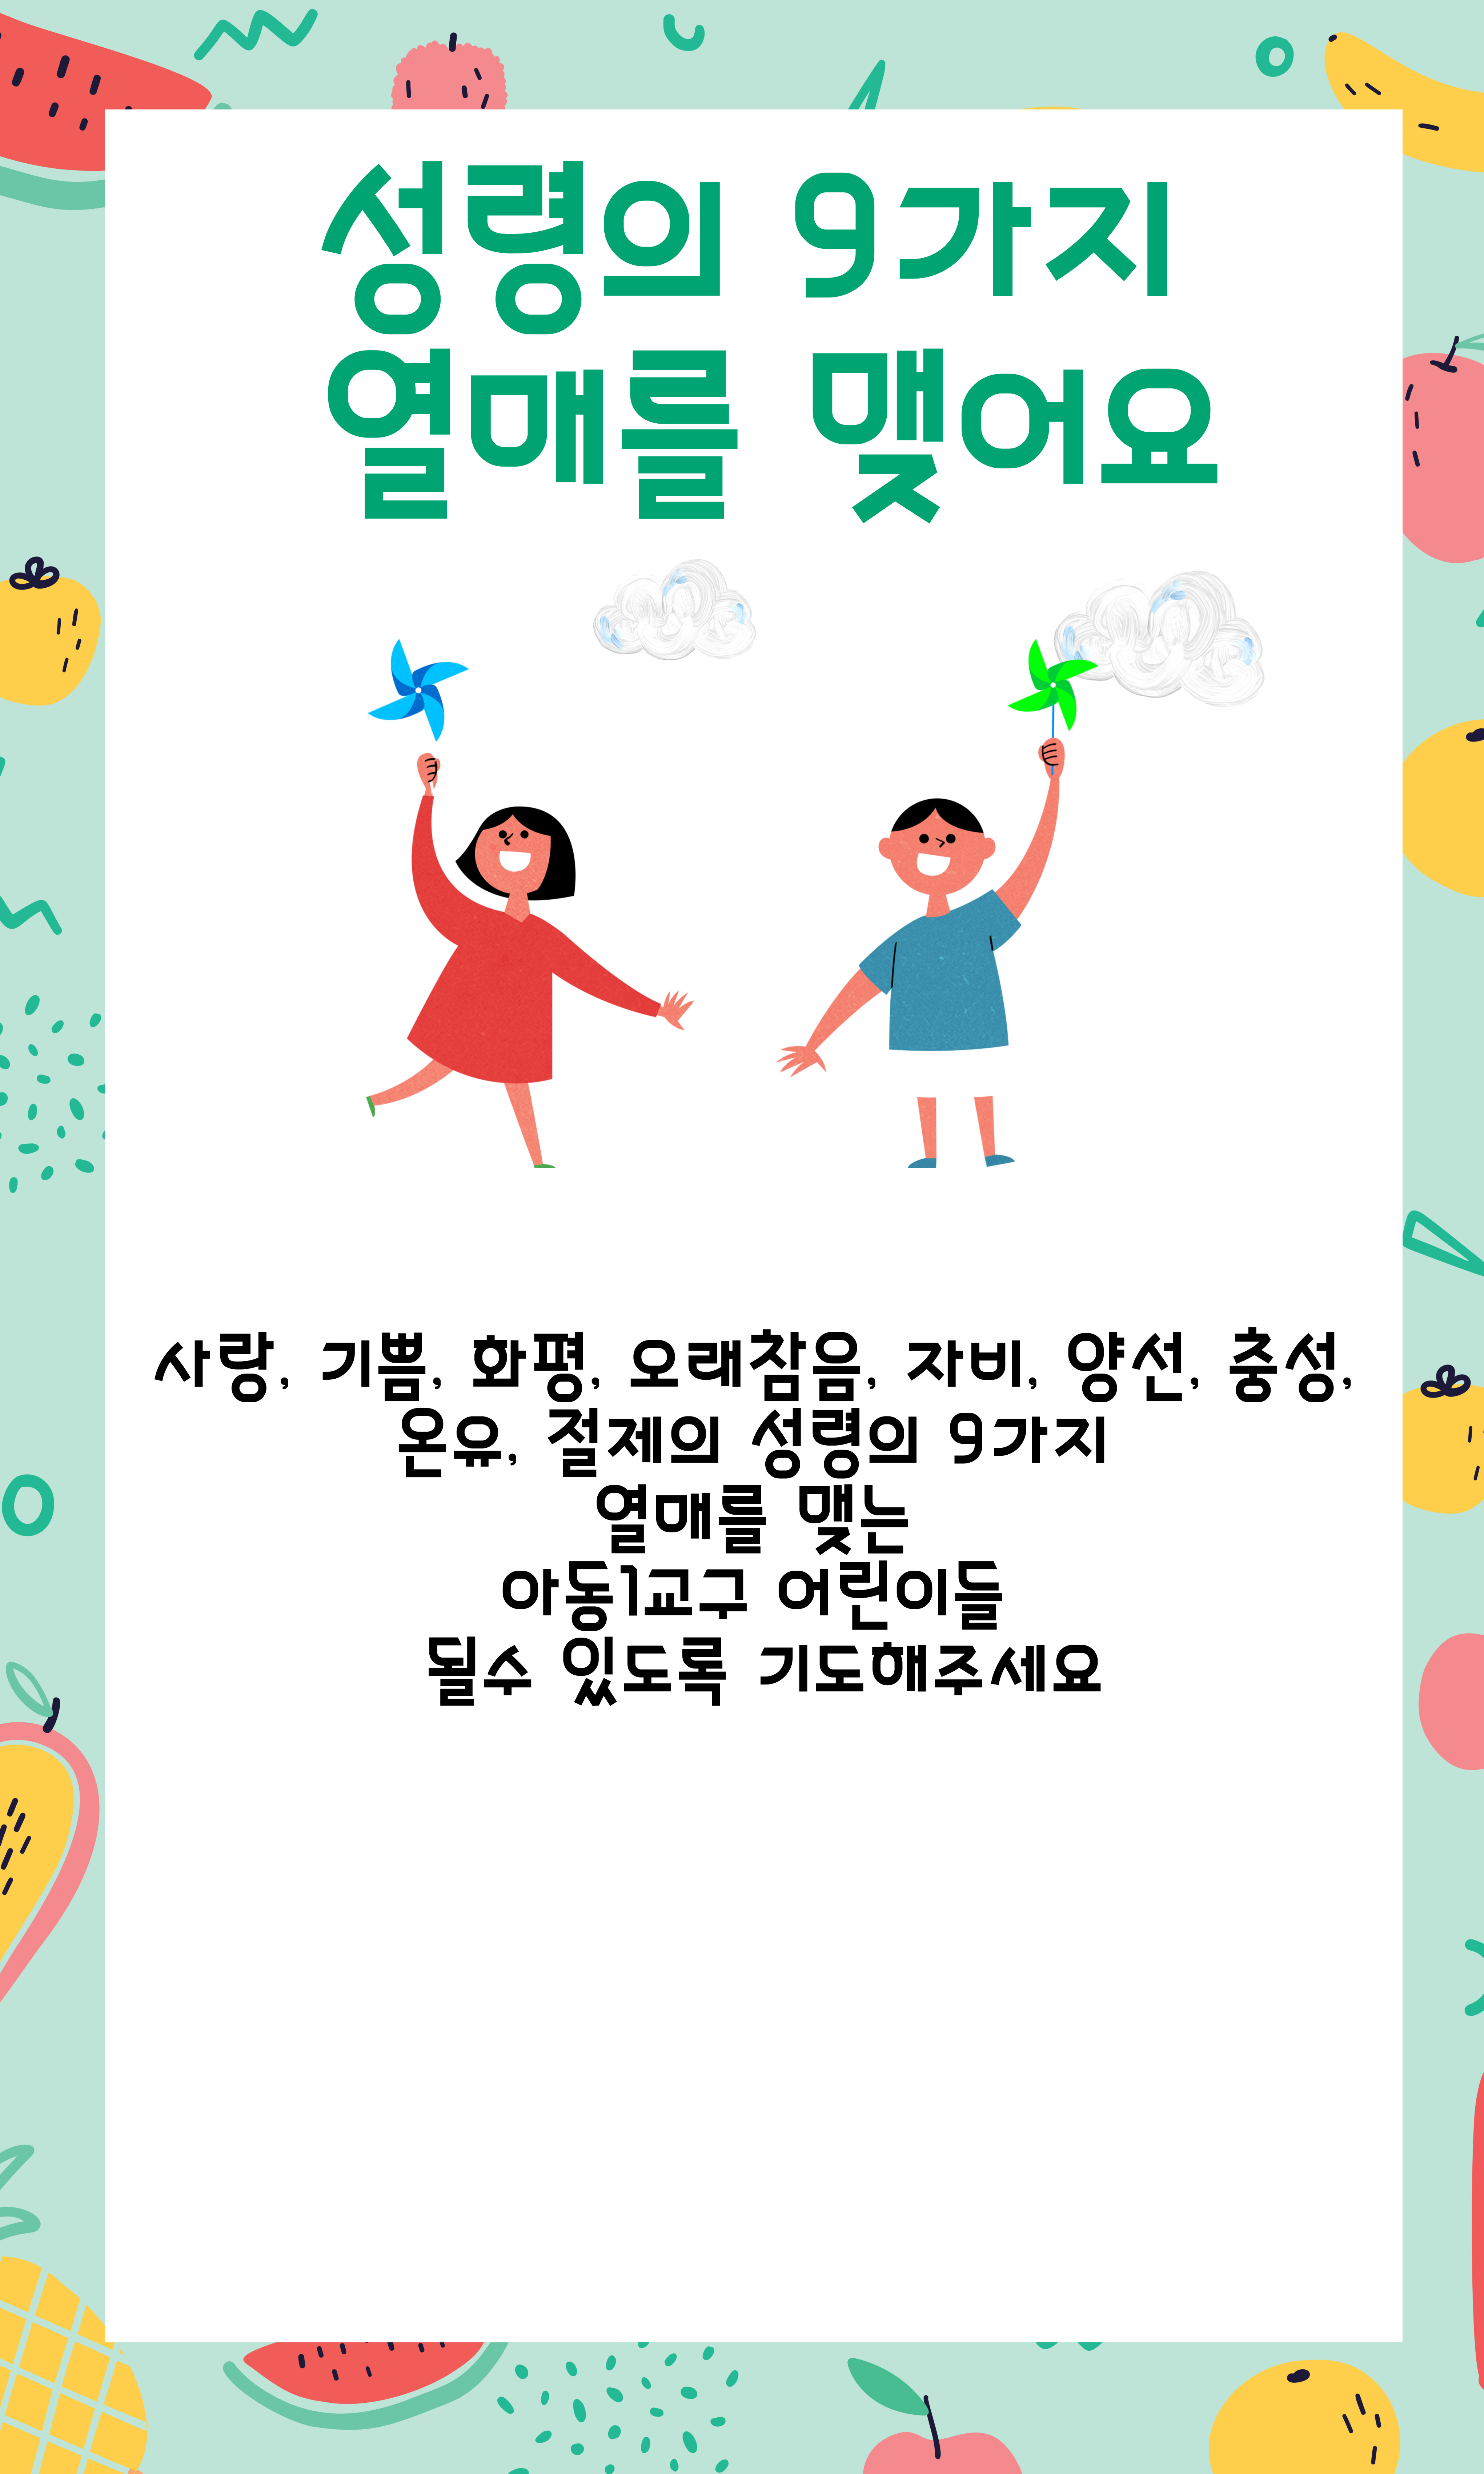 성령의 9가지
열매를 맺어요
사랑, 기쁨, 화평, 오래참음, 자비, 양선, 충성,
온유, 절제의 성령의 9가지
열매를 맺는
아동1교구 어린이들
될수 있도록 기도해주세요